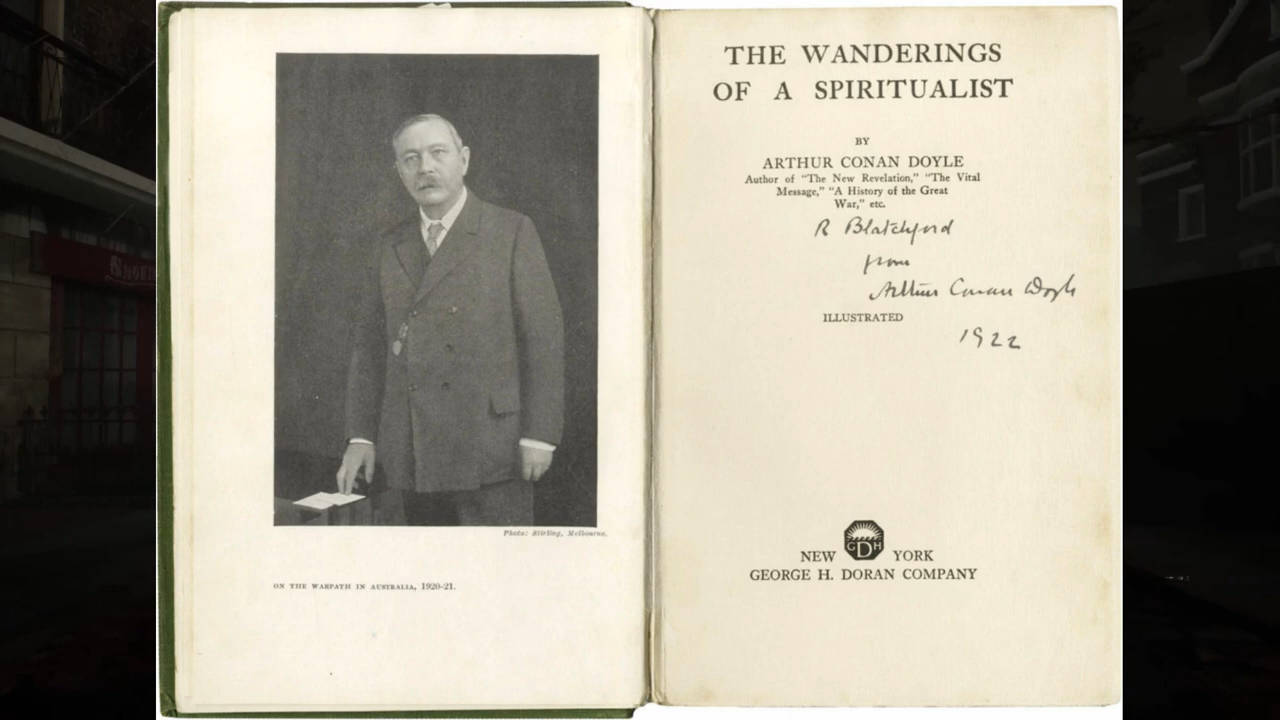 Photo: Stirling, Melbourne.
ON THE WARPATH IN AUSTRALIA, 1920-21.
THE WANDERINGS
OF A SPIRITUALIST
BY
ARTHUR CONAN DOYLE
Author of "The New Revelation," "The Vital
Message," "A History of the Great
War," etc.
R Blatchford
from
Arthur Conan Doyle
ILLUSTRATED
1922
GDH
NEW YORK
GEORGE H. DORAN COMPANY